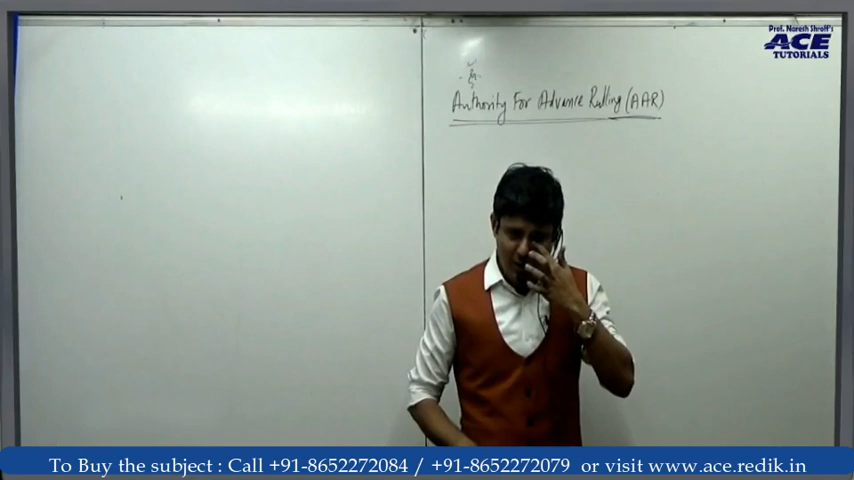 Prof. Naresh Shroff's
ACE
TUTORIALS
Authority For Advance Rulling (AAR)
To Buy the subject : Call +91-8652272084 / +91-8652272079 or visit www.ace.redik.in